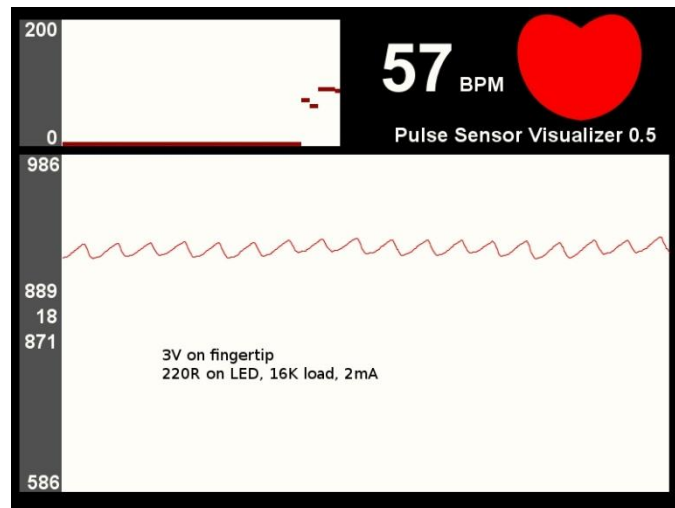 200
57 BPM
0
Pulse Sensor Visualizer 0.5
986
889
18
871
3V on fingertip
220R on LED, 16K load, 2mA
586